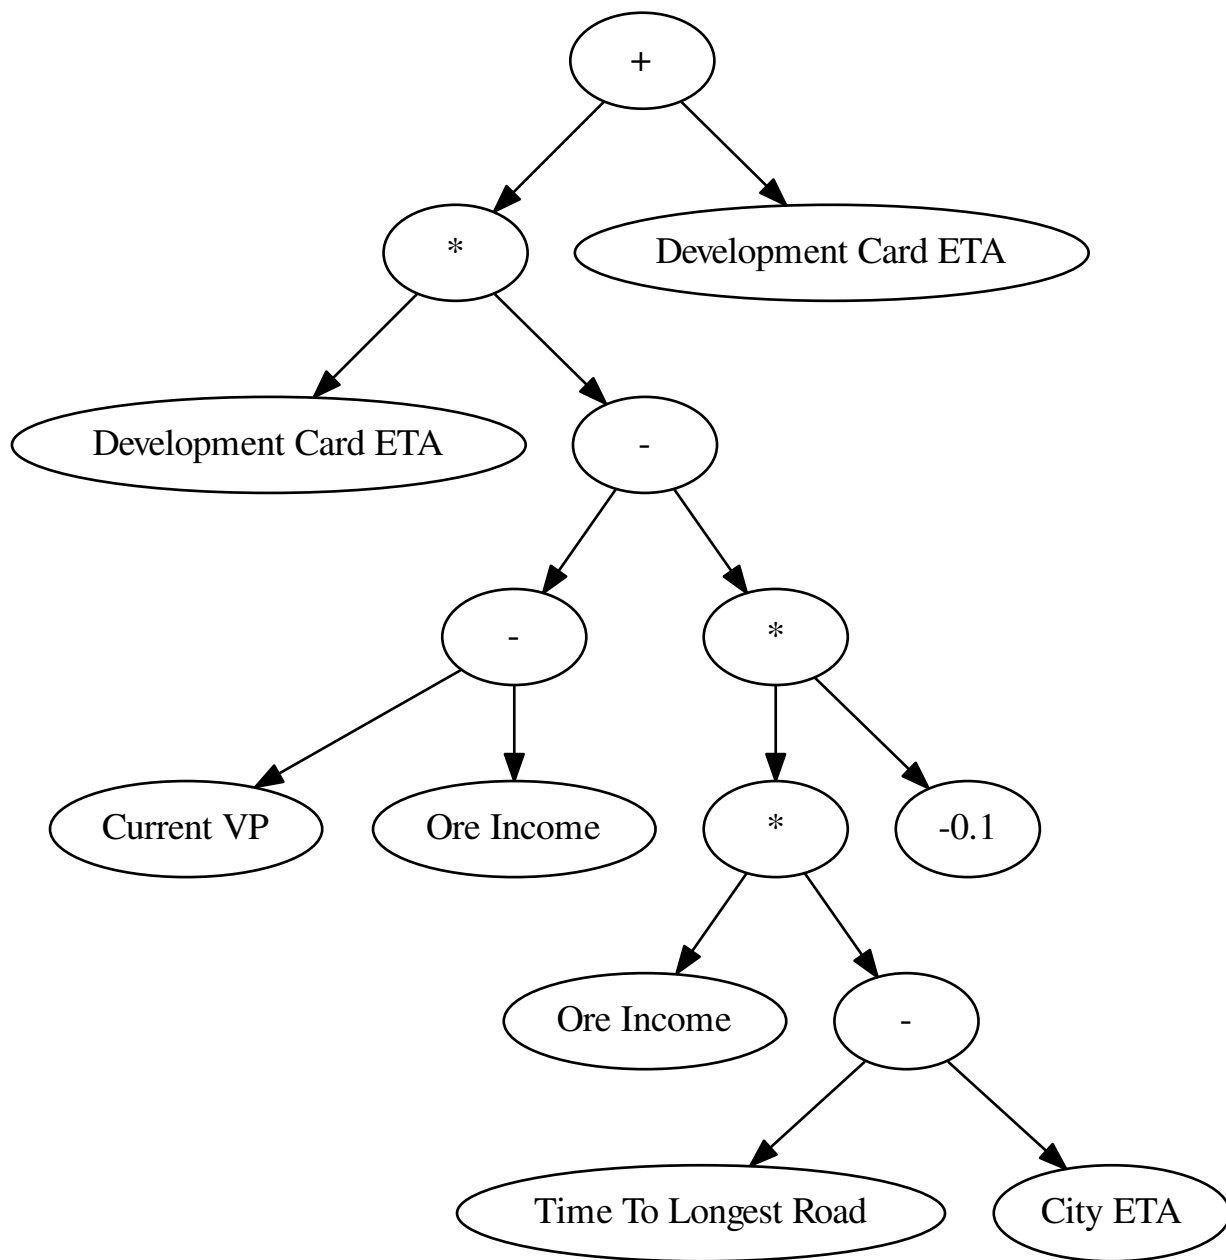 +
*
Development Card ETA
Development Card ETA
-
-
*
Current VP
Ore Income
*
-0.1
Ore Income
-
Time To Longest Road
City ETA